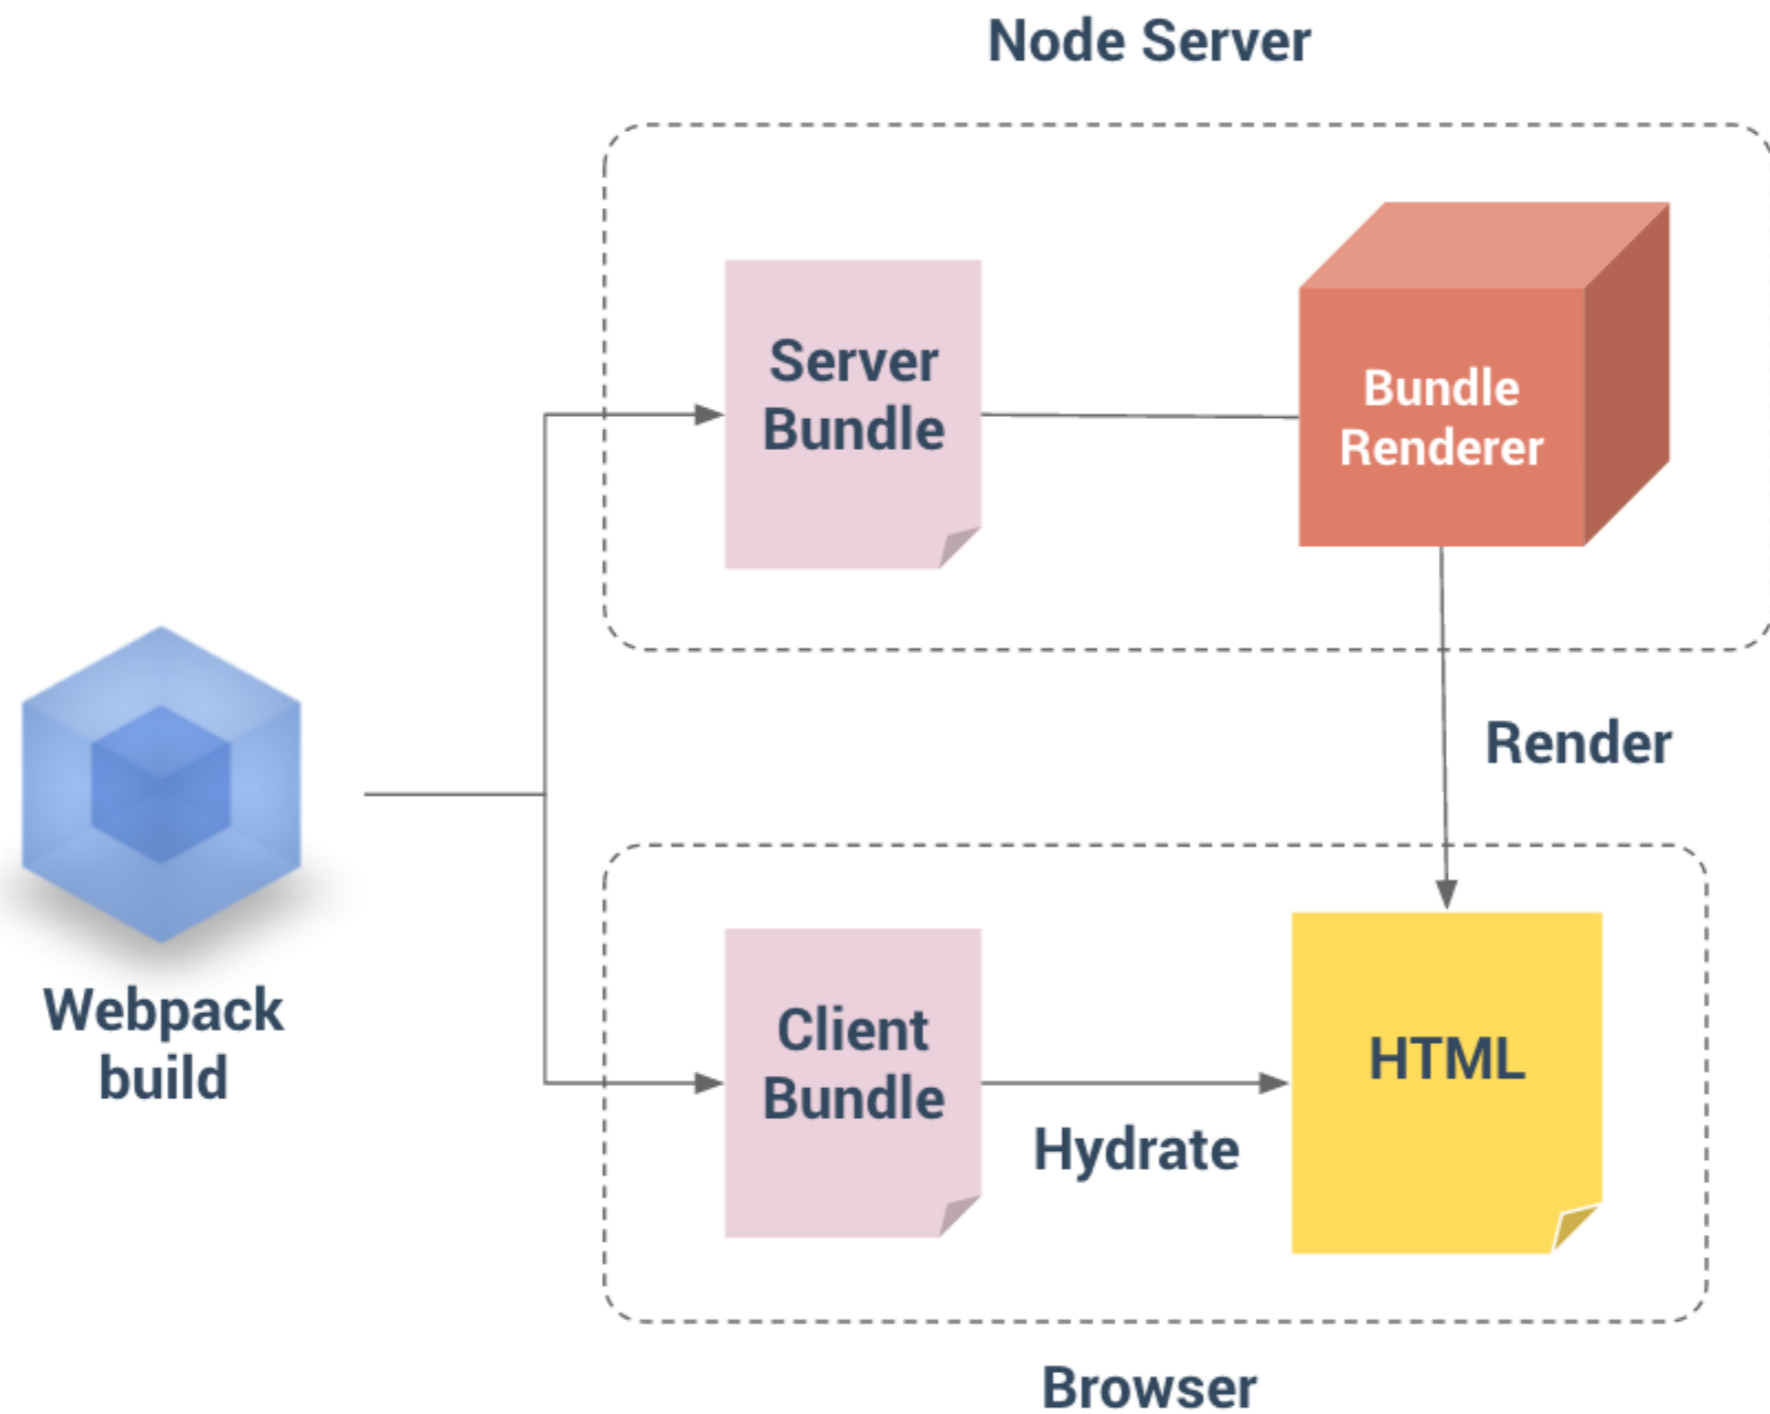 Node Server
Server
Bundle
Bundle
Renderer
Render
Webpack
build
Client
Bundle
Hydrate
HTML
Browser